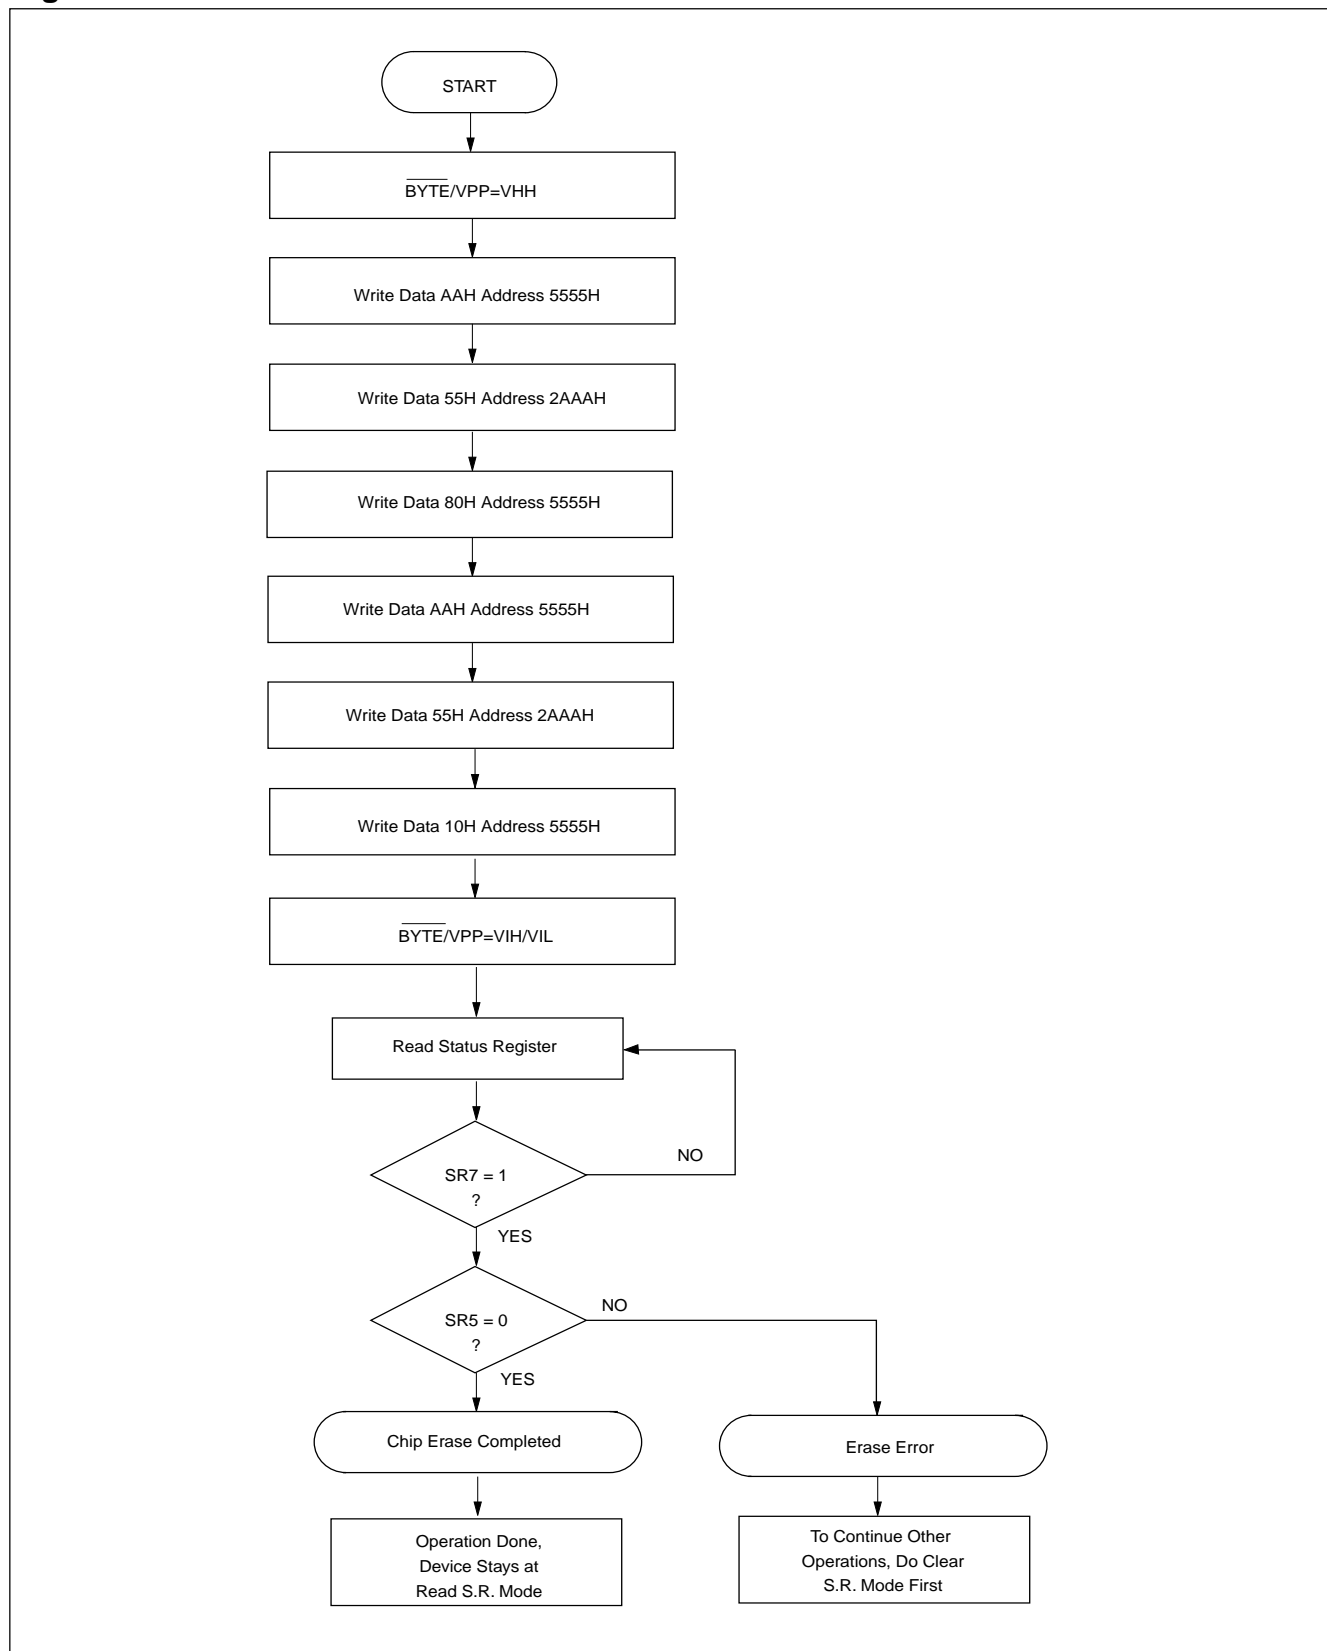 START
BYTE/VPP=VHH
Write Data AAH Address 5555H
Write Data 55H Address 2AAAH
Write Data 80H Address 5555H
Write Data AAH Address 5555H
Write Data 55H Address 2AAAH
Write Data 10H Address 5555H
BYTE/VPP=VIH/VIL
Read Status Register
NO
SR7 = 1
?
YES
NO
SR5 = 0
?
YES
Chip Erase Completed
Erase Error
Operation Done,
Device Stays at
Read S.R. Mode
To Continue Other
Operations, Do Clear
S.R. Mode First